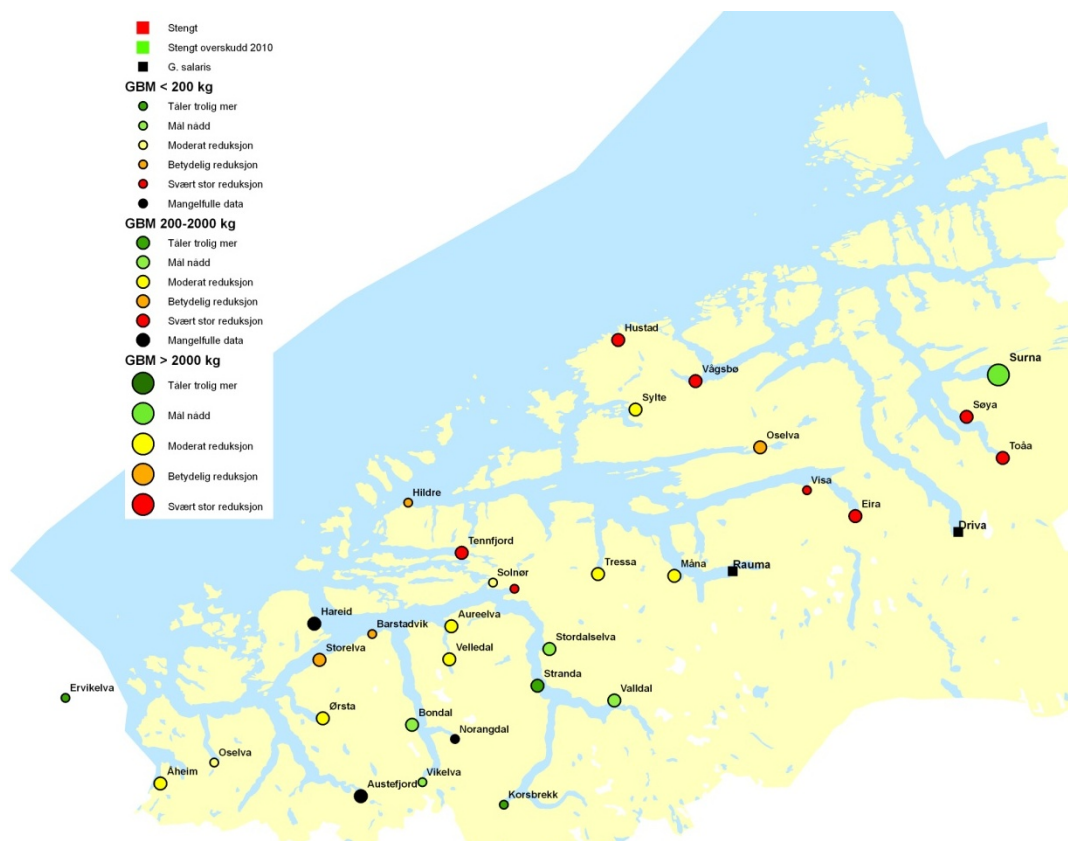 Stengt
Stengt overskudd 2010
G. salaris
GBM < 200 kg
Tåler trolig mer
Mål nådd
Moderat reduksjon
Betydelig reduksjon
Svært stor reduksjon
Mangelfulle data
GBM 200-2000 kg
Tåler trolig mer
Mål nådd
Moderat reduksjon
Betydelig reduksjon
Svært stor reduksjon
Mangelfulle data
GBM > 2000 kg
Tåler trolig mer
Mål nådd
Moderat reduksjon
Betydelig reduksjon
Svært stor reduksjon
Hustad
Surna
Vågsbø
Sylte
Søya
Oselva
Toåa
Visa
Hildre
Eira
Driva
Tennfjord
Tressa
Måna
Rauma
Solnør
Hareid
Aureelva
Barstadvik
Stordalselva
Storelva
Velledal
Stranda
Ervikelva
Valldal
Ørsta
Bondal
Norangdal
Oselva
Åheim
Vikelva
Austefjord
Korsbrekk